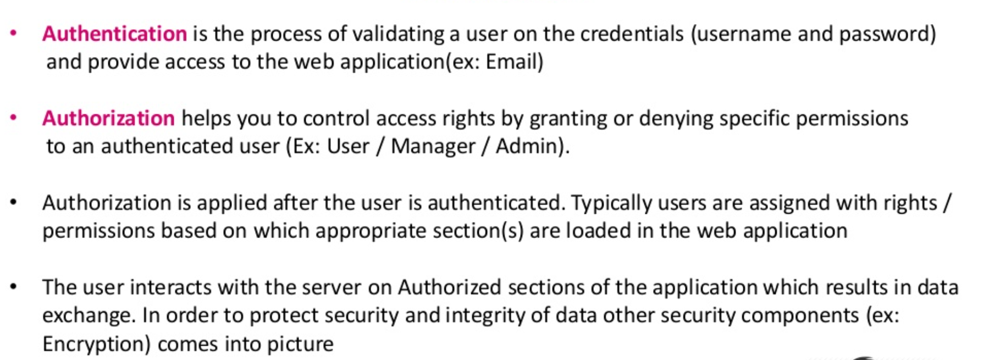 • Authentication is the process of validating a user on the credentials (username and password)
and provide access to the web application(ex: Email)
• Authorization helps you to control access rights by granting or denying specific permissions
to an authenticated user (Ex: User / Manager / Admin).
• Authorization is applied after the user is authenticated. Typically users are assigned with rights /
permissions based on which appropriate section(s) are loaded in the web application
• The user interacts with the server on Authorized sections of the application which results in data
exchange. In order to protect security and integrity of data other security components (ex:
Encryption) comes into picture